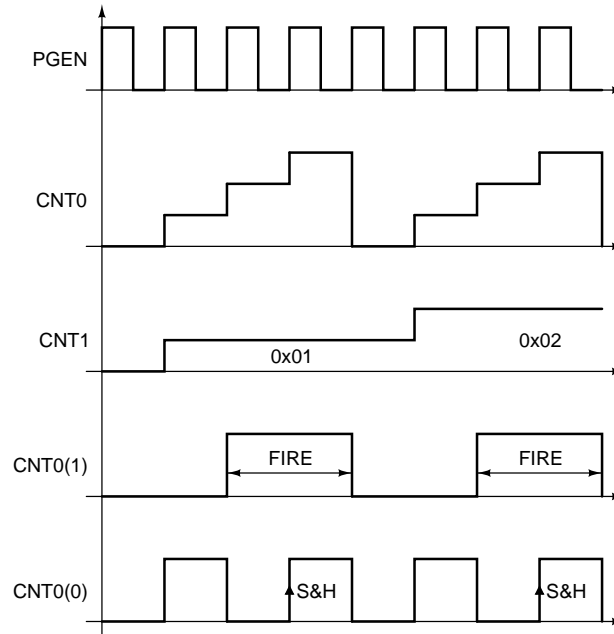 PGEN
CNT0
CNT1
0x01
0x02
CNT0(1)
FIRE
FIRE
CNT0(0)
S&H
S&H